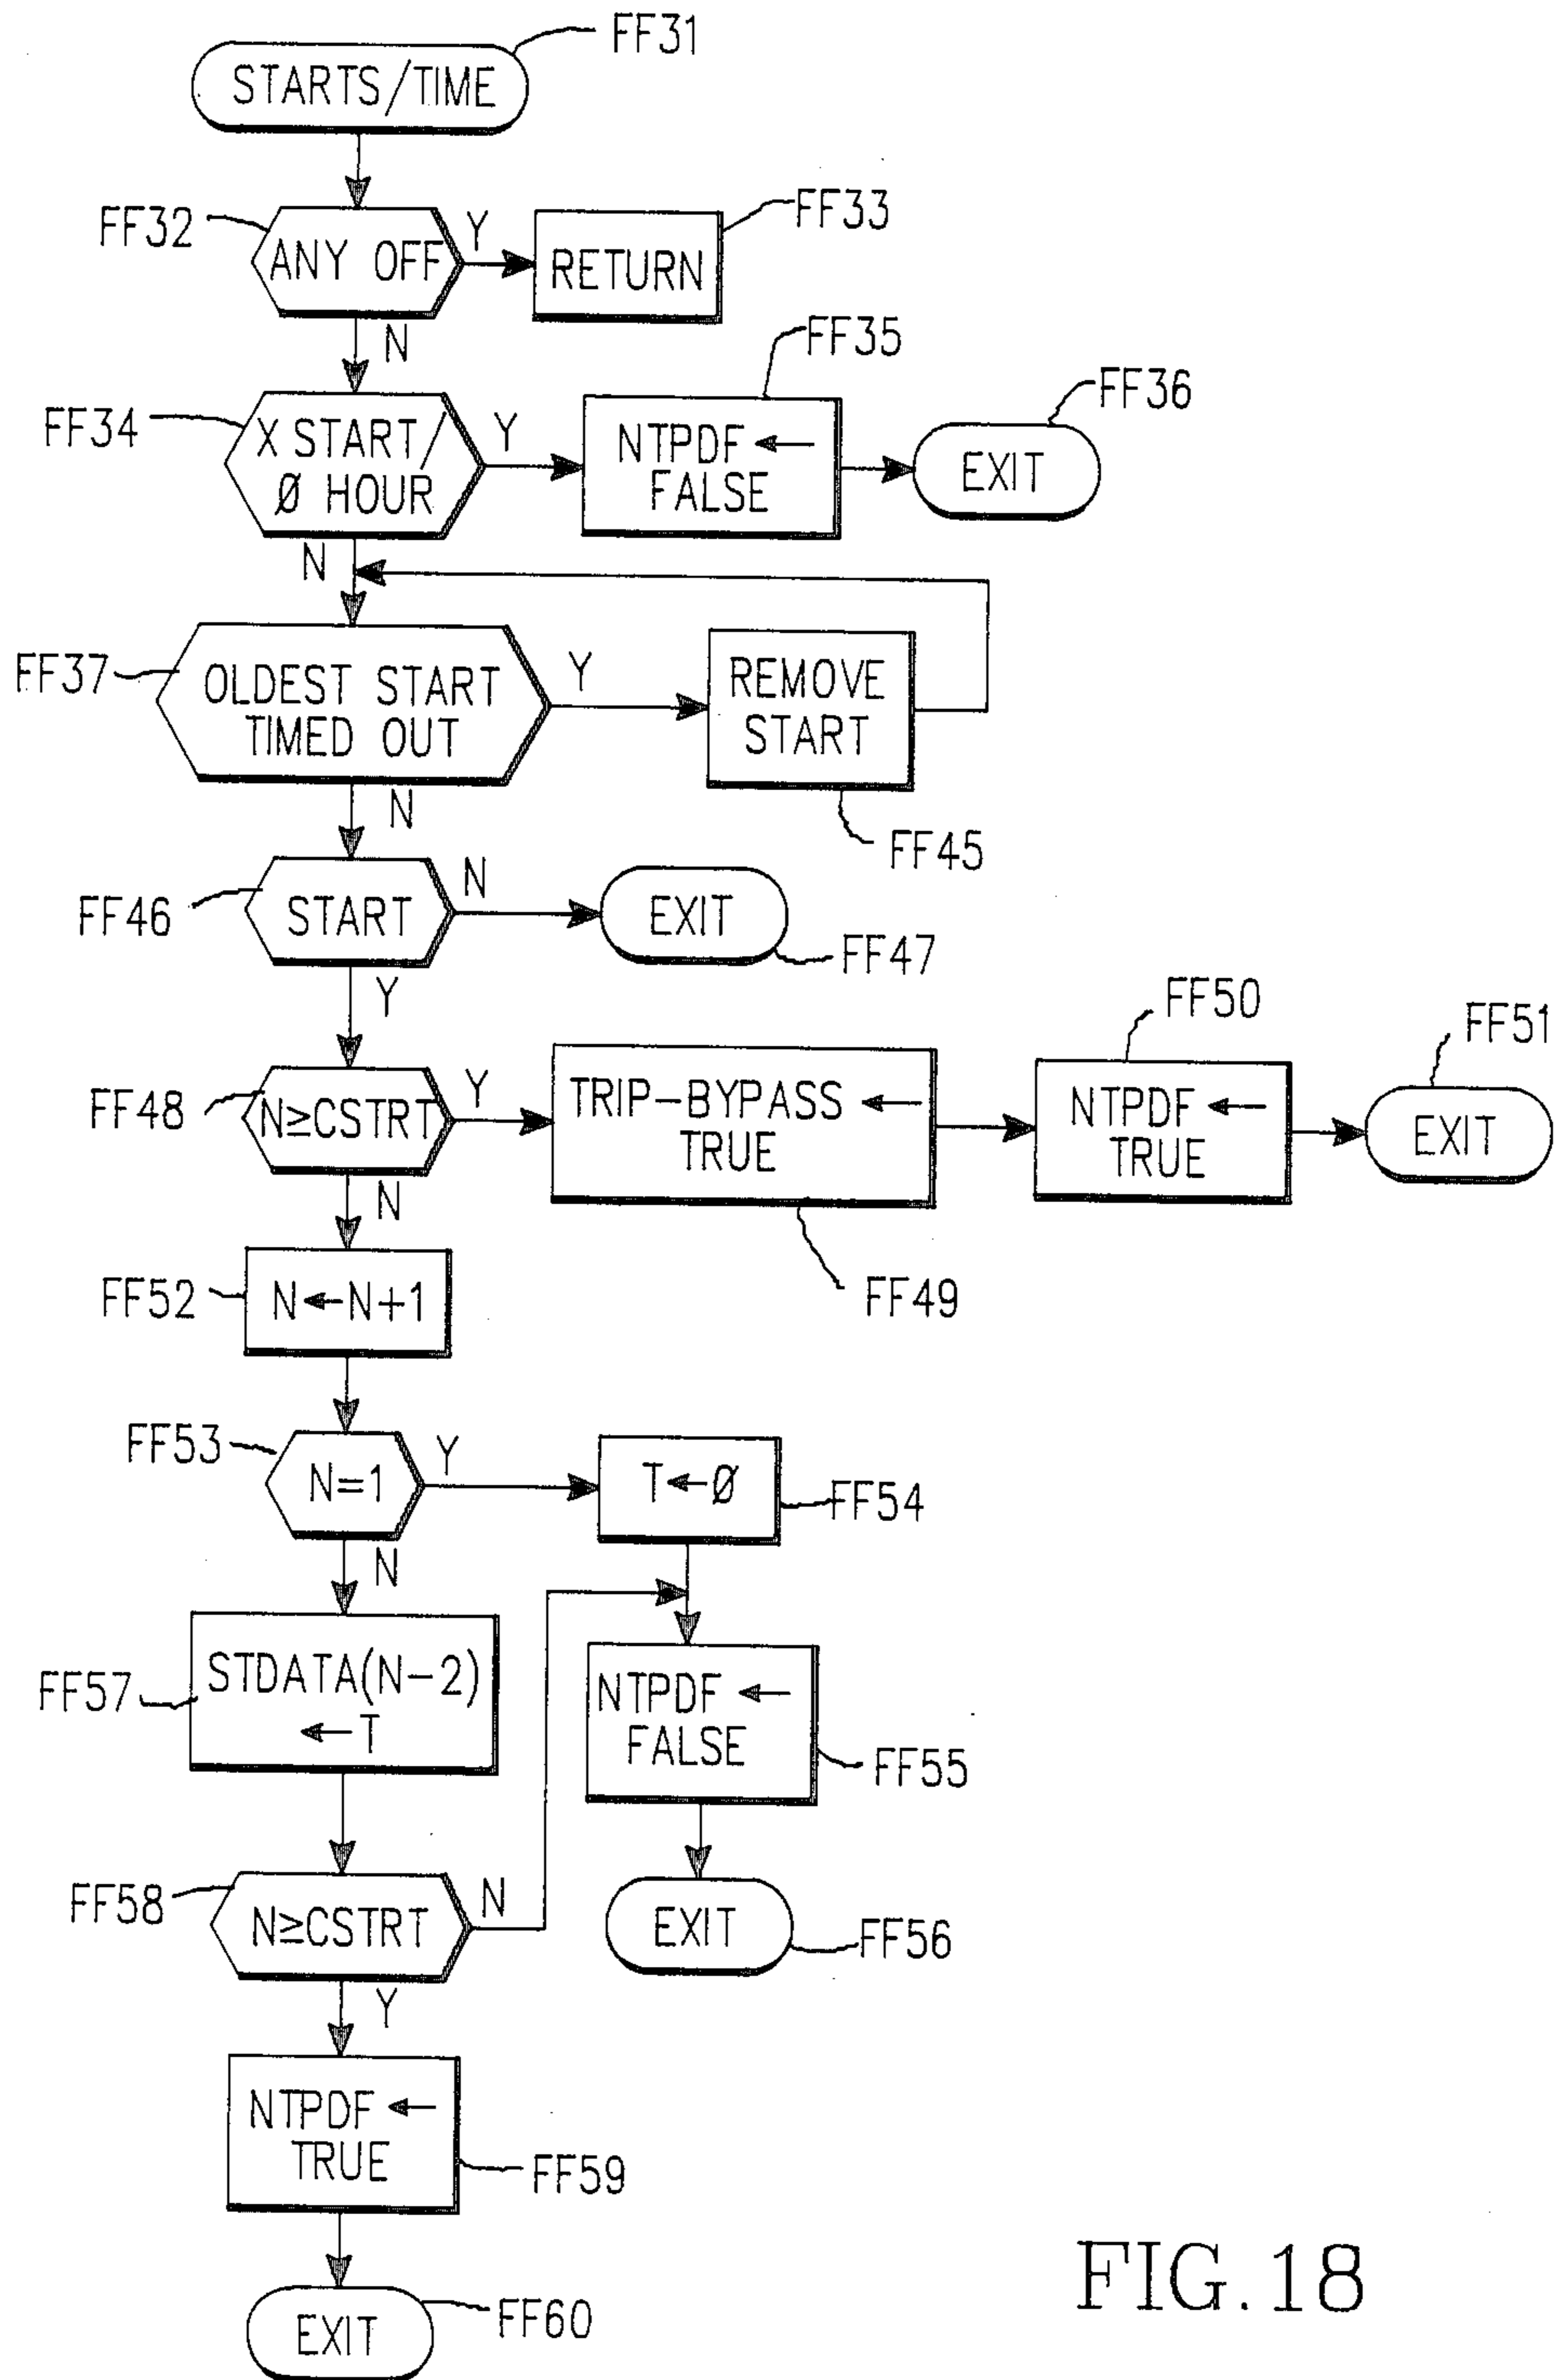 FF31
STARTS/TIME
FF32
ANY OFF
Y
FF33
RETURN
N
FF34
X START/
Ø HOUR
Y
FF35
NTPDF ←
FALSE
FF36
EXIT
N
FF37
OLDEST START
TIMED OUT
Y
REMOVE
START
FF45
N
FF46
START
N
EXIT
FF47
Y
FF48
N≥CSTRT
Y
TRIP-BYPASS ←
TRUE
FF49
FF50
NTPDF ←
TRUE
FF51
EXIT
N
FF52
N←N+1
FF53
N=1
Y
T←Ø
FF54
N
FF57
STDATA(N-2)
←T
NTPDF ←
FALSE
FF55
FF58
N≥CSTRT
N
EXIT
FF56
Y
NTPDF ←
TRUE
FF59
EXIT
FF60
FIG.18